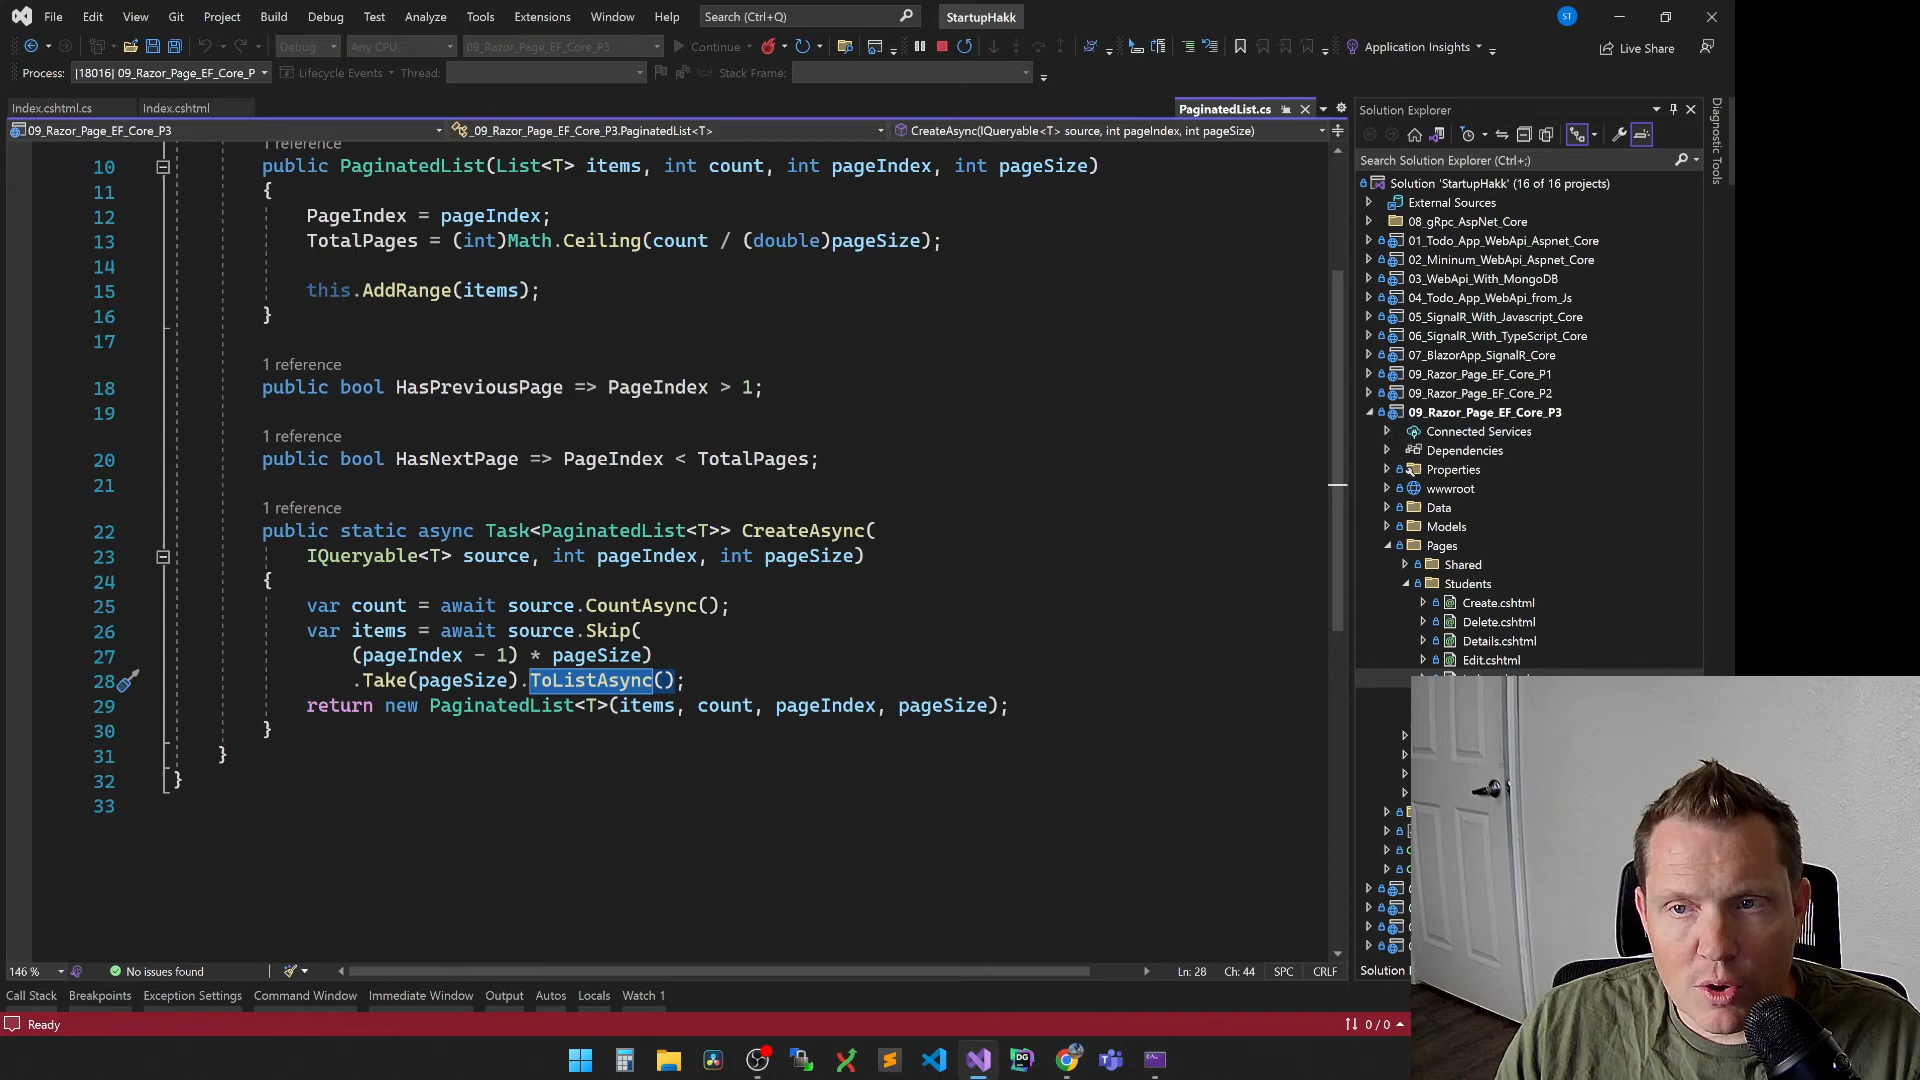 File Edit View Git Project Build Debug Test Analyze Tools Extensions Window Help Search (Ctrl+Q) StartupHakk ST
Debug Any CPU 09_Razor_Page_EF_Core_P3 Continue Application Insights Live Share
Process: [18016] 09_Razor_Page_EF_Core_P Lifecycle Events Thread: Stack Frame:
Index.cshtml.cs Index.cshtml PaginatedList.cs
09_Razor_Page_EF_Core_P3 _09_Razor_Page_EF_Core_P3.PaginatedList<T> CreateAsync(IQueryable<T> source, int pageIndex, int pageSize)
1 reference
10 public PaginatedList(List<T> items, int count, int pageIndex, int pageSize)
11 {
12 PageIndex = pageIndex;
13 TotalPages = (int)Math.Ceiling(count / (double)pageSize);
14
15 this.AddRange(items);
16 }
17
1 reference
18 public bool HasPreviousPage => PageIndex > 1;
19
1 reference
20 public bool HasNextPage => PageIndex < TotalPages;
21
1 reference
22 public static async Task<PaginatedList<T>> CreateAsync(
23 IQueryable<T> source, int pageIndex, int pageSize)
24 {
25 var count = await source.CountAsync();
26 var items = await source.Skip(
27 (pageIndex - 1) * pageSize)
28 .Take(pageSize).ToListAsync();
29 return new PaginatedList<T>(items, count, pageIndex, pageSize);
30 }
31 }
32 }
33
146 % No issues found Ln: 28 Ch: 44 SPC CRLF
Call Stack Breakpoints Exception Settings Command Window Immediate Window Output Autos Locals Watch 1
Ready 0 / 0
Solution Explorer
Search Solution Explorer (Ctrl+;)
Solution 'StartupHakk' (16 of 16 projects)
External Sources
08_gRpc_AspNet_Core
01_Todo_App_WebApi_Aspnet_Core
02_Mininum_WebApi_Aspnet_Core
03_WebApi_With_MongoDB
04_Todo_App_WebApi_from_Js
05_SignalR_With_Javascript_Core
06_SignalR_With_TypeScript_Core
07_BlazorApp_SignalR_Core
09_Razor_Page_EF_Core_P1
09_Razor_Page_EF_Core_P2
09_Razor_Page_EF_Core_P3
Connected Services
Dependencies
Properties
wwwroot
Data
Models
Pages
Shared
Students
Create.cshtml
Delete.cshtml
Details.cshtml
Edit.cshtml
Solution
Diagnostic Tools
DG